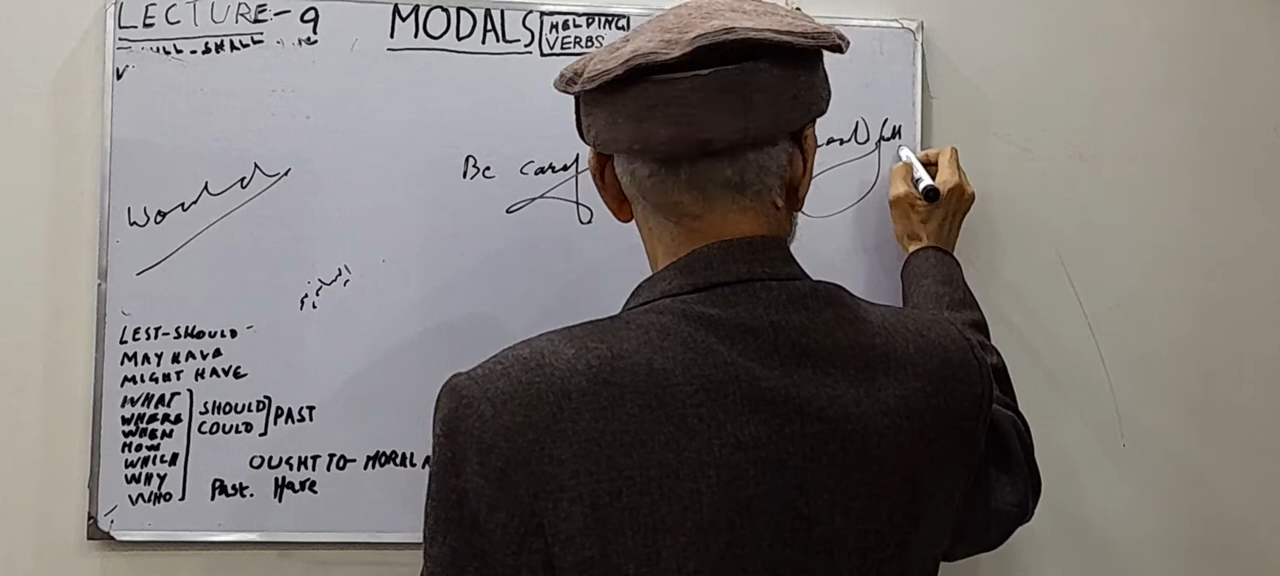 LECTURE-9
MODALS
HELPING
VERBS
Would
Be caref
fall
LEST-SHOULD-
MAY HAVE
MIGHT HAVE
WHAT
WHERE
WHEN
HOW
WHICH
WHY
WHO
SHOULD
COULD
PAST
OUGHT TO- MORAL
Past. Have